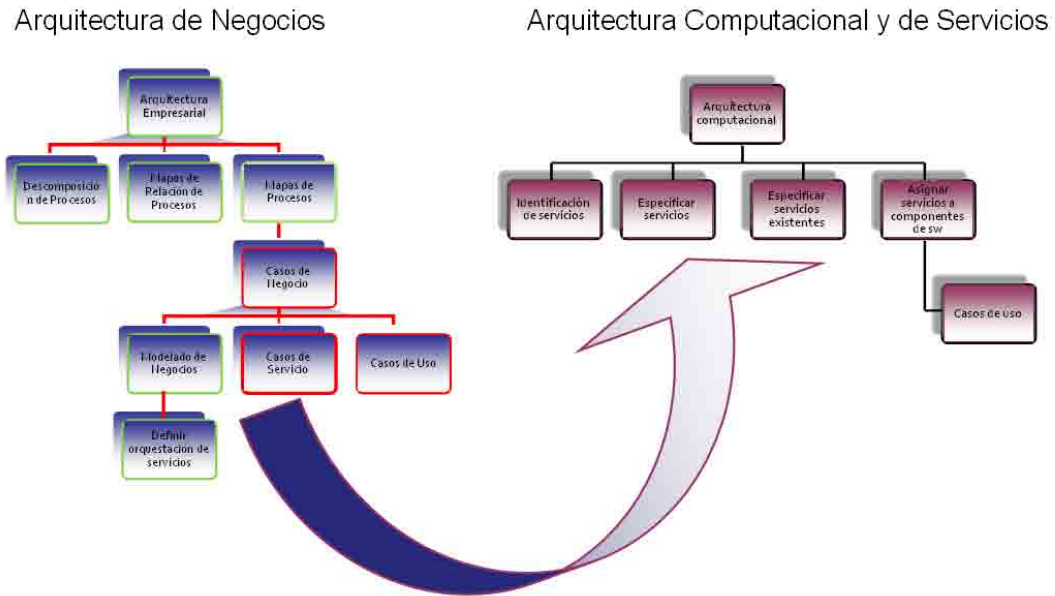 Arquitectura de Negocios
Arquitectura Computacional y de Servicios
Arquitectura
Empresarial
Descomposicio
n de Procesos
Mapas de
Relación de
Procesos
Mapas de
Procesos
Casos de
Negocio
Modelado de
Negocios
Casos de
Servicio
Casos de Uso
Definir
orquestación de
servicios
Arquitectura
computacional
Identificación
de servicios
Especificar
servicios
Especificar
servicios
existentes
Asignar
servicios a
componentes
de sw
Casos de uso